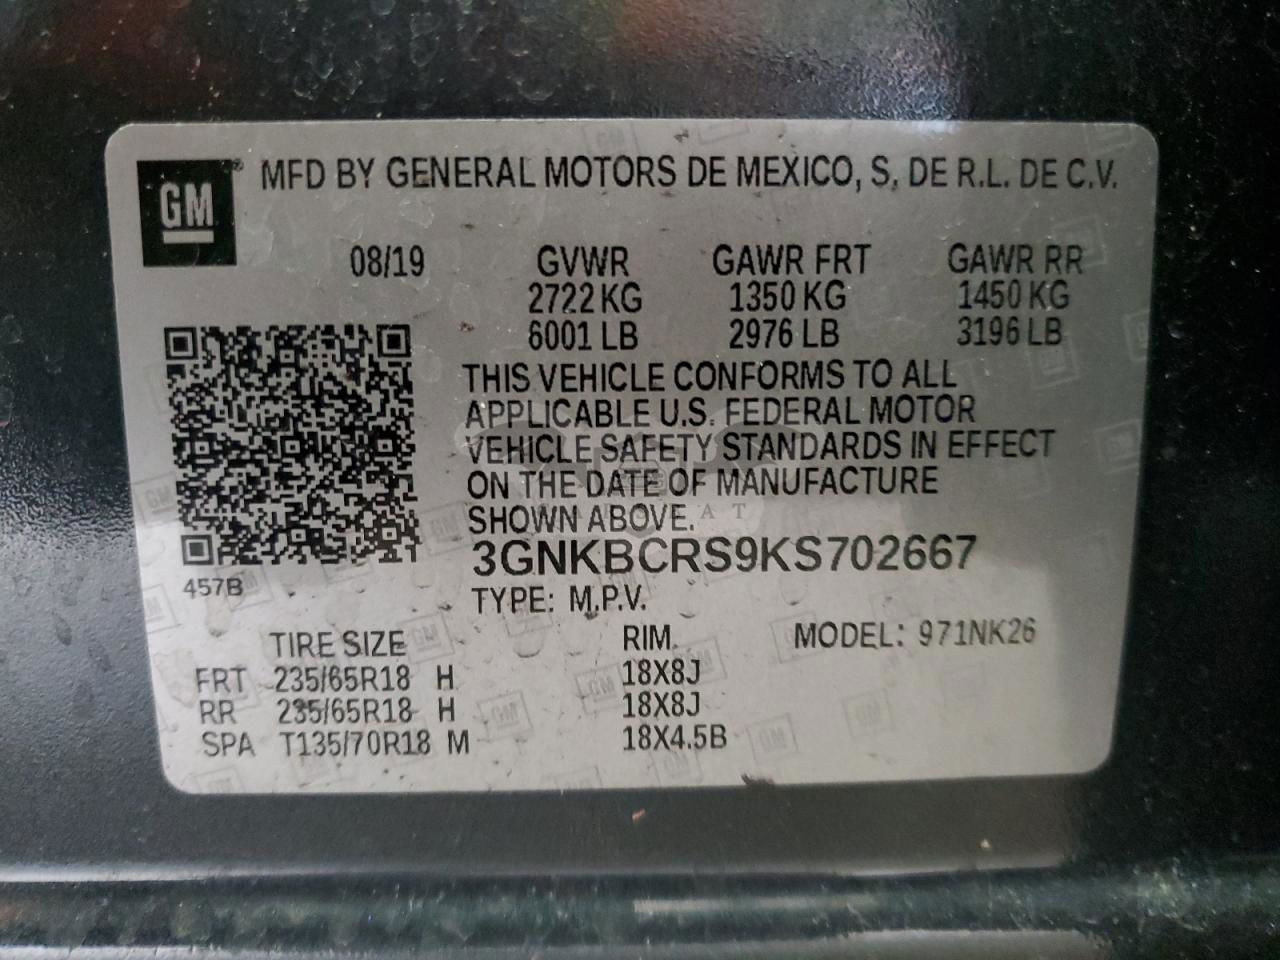 GM® MFD BY GENERAL MOTORS DE MEXICO, S, DE R.L. DE C.V.
08/19 GVWR GAWR FRT GAWR RR
2722 KG 1350 KG 1450 KG
6001 LB 2976 LB 3196 LB
THIS VEHICLE CONFORMS TO ALL
APPLICABLE U.S. FEDERAL MOTOR
VEHICLE SAFETY STANDARDS IN EFFECT
ON THE DATE OF MANUFACTURE
SHOWN ABOVE.
3GNKBCRS9KS702667
457B
TYPE: M.P.V.
TIRE SIZE RIM MODEL: 971NK26
FRT 235/65R18 H 18X8J
RR 235/65R18 H 18X8J
SPA T135/70R18 M 18X4.5B